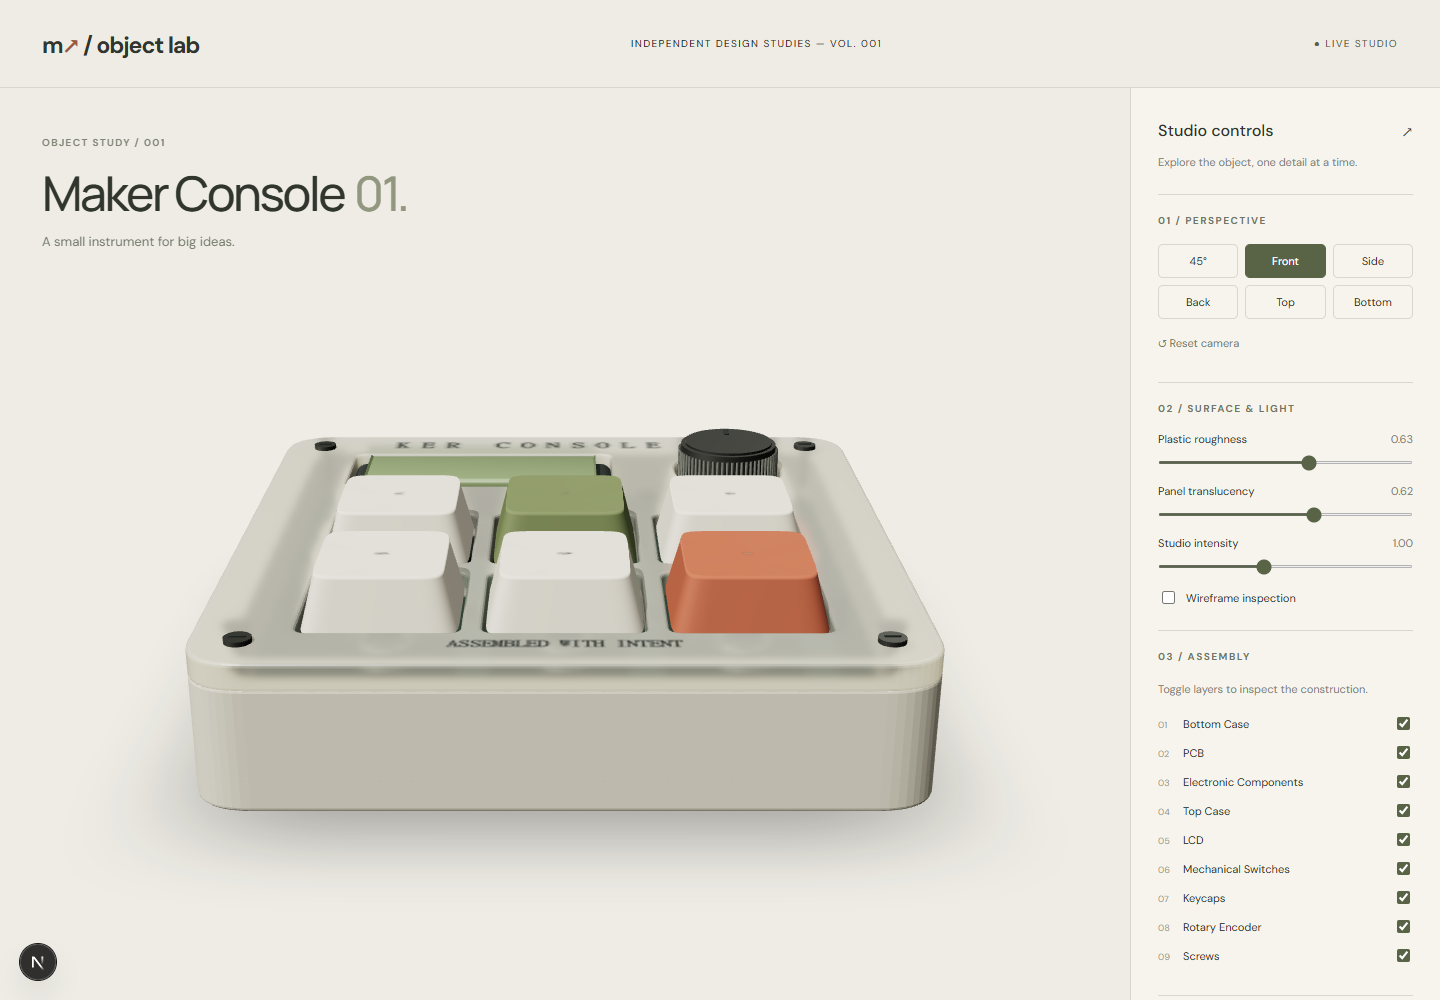 m↗ / object lab
INDEPENDENT DESIGN STUDIES — VOL. 001
● LIVE STUDIO
OBJECT STUDY / 001
Maker Console 01.
A small instrument for big ideas.
KER CONSOLE
ASSEMBLED WITH INTENT
N
Studio controls ↗
Explore the object, one detail at a time.
01 / PERSPECTIVE
45° Front Side
Back Top Bottom
↺ Reset camera
02 / SURFACE & LIGHT
Plastic roughness 0.63
Panel translucency 0.62
Studio intensity 1.00
Wireframe inspection
03 / ASSEMBLY
Toggle layers to inspect the construction.
01 Bottom Case
02 PCB
03 Electronic Components
04 Top Case
05 LCD
06 Mechanical Switches
07 Keycaps
08 Rotary Encoder
09 Screws